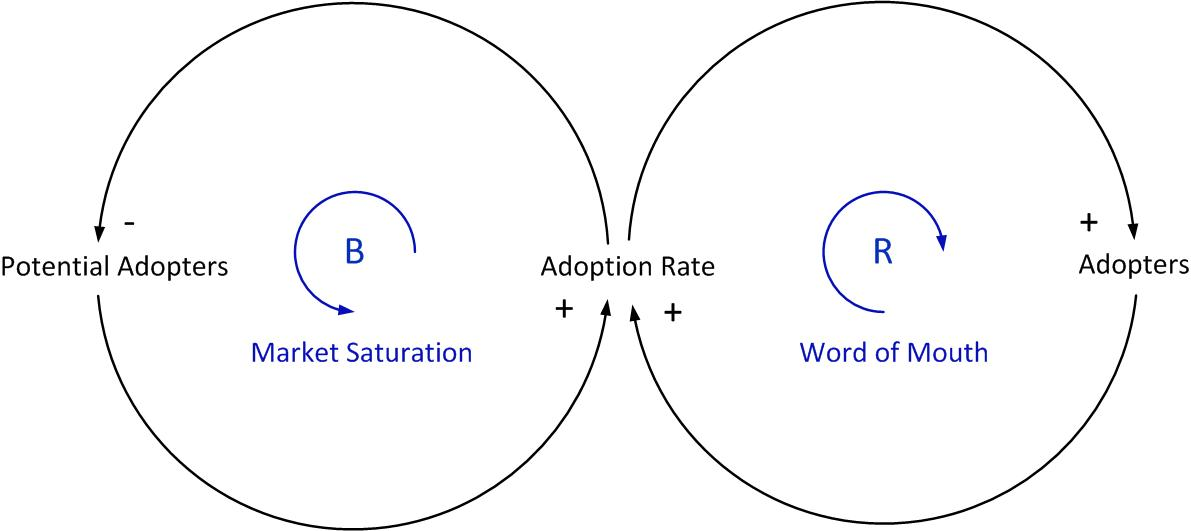 -
+
B
R
Potential Adopters
Adoption Rate
Adopters
+
+
Market Saturation
Word of Mouth